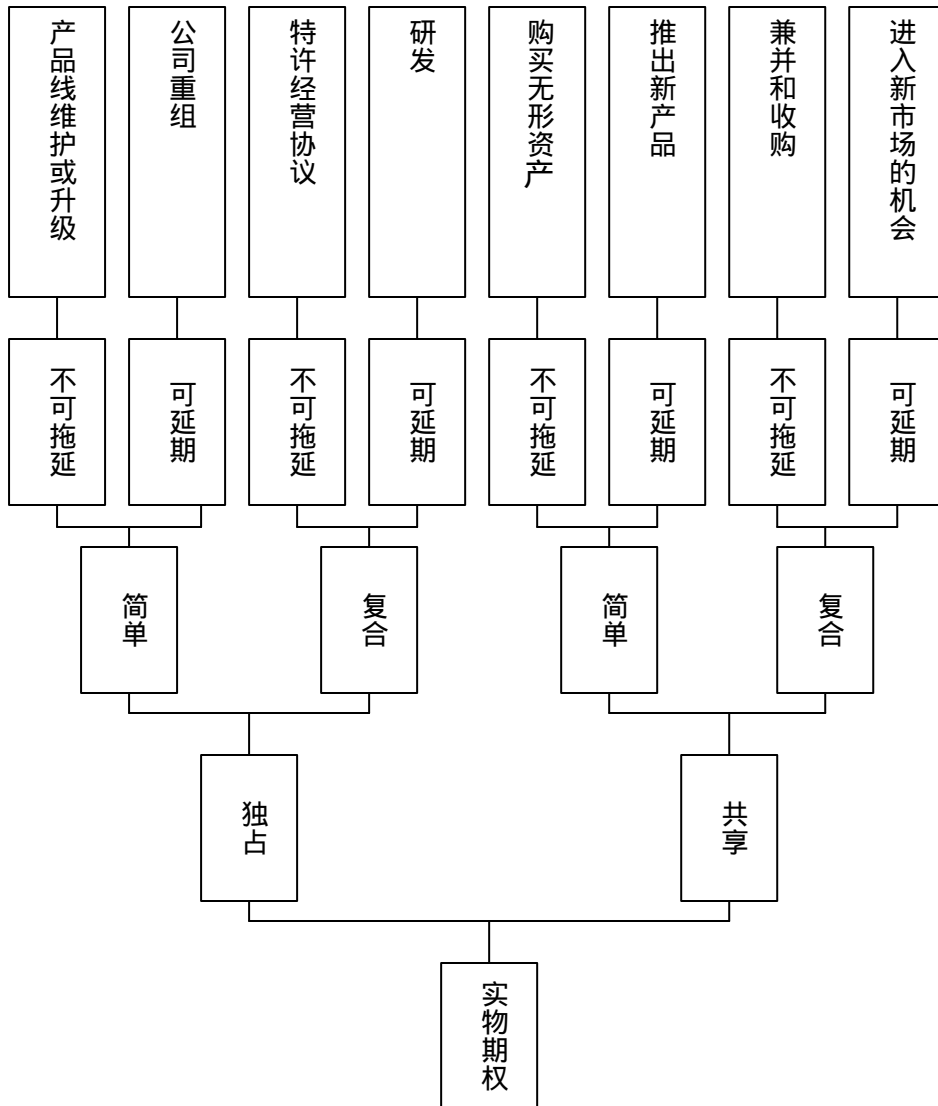 产品线维护或升级
公司重组
特许经营协议
研发
购买无形资产
推出新产品
兼并和收购
进入新市场的机会
不可拖延
可延期
不可拖延
可延期
不可拖延
可延期
不可拖延
可延期
简单
复合
简单
复合
独占
共享
实物期权